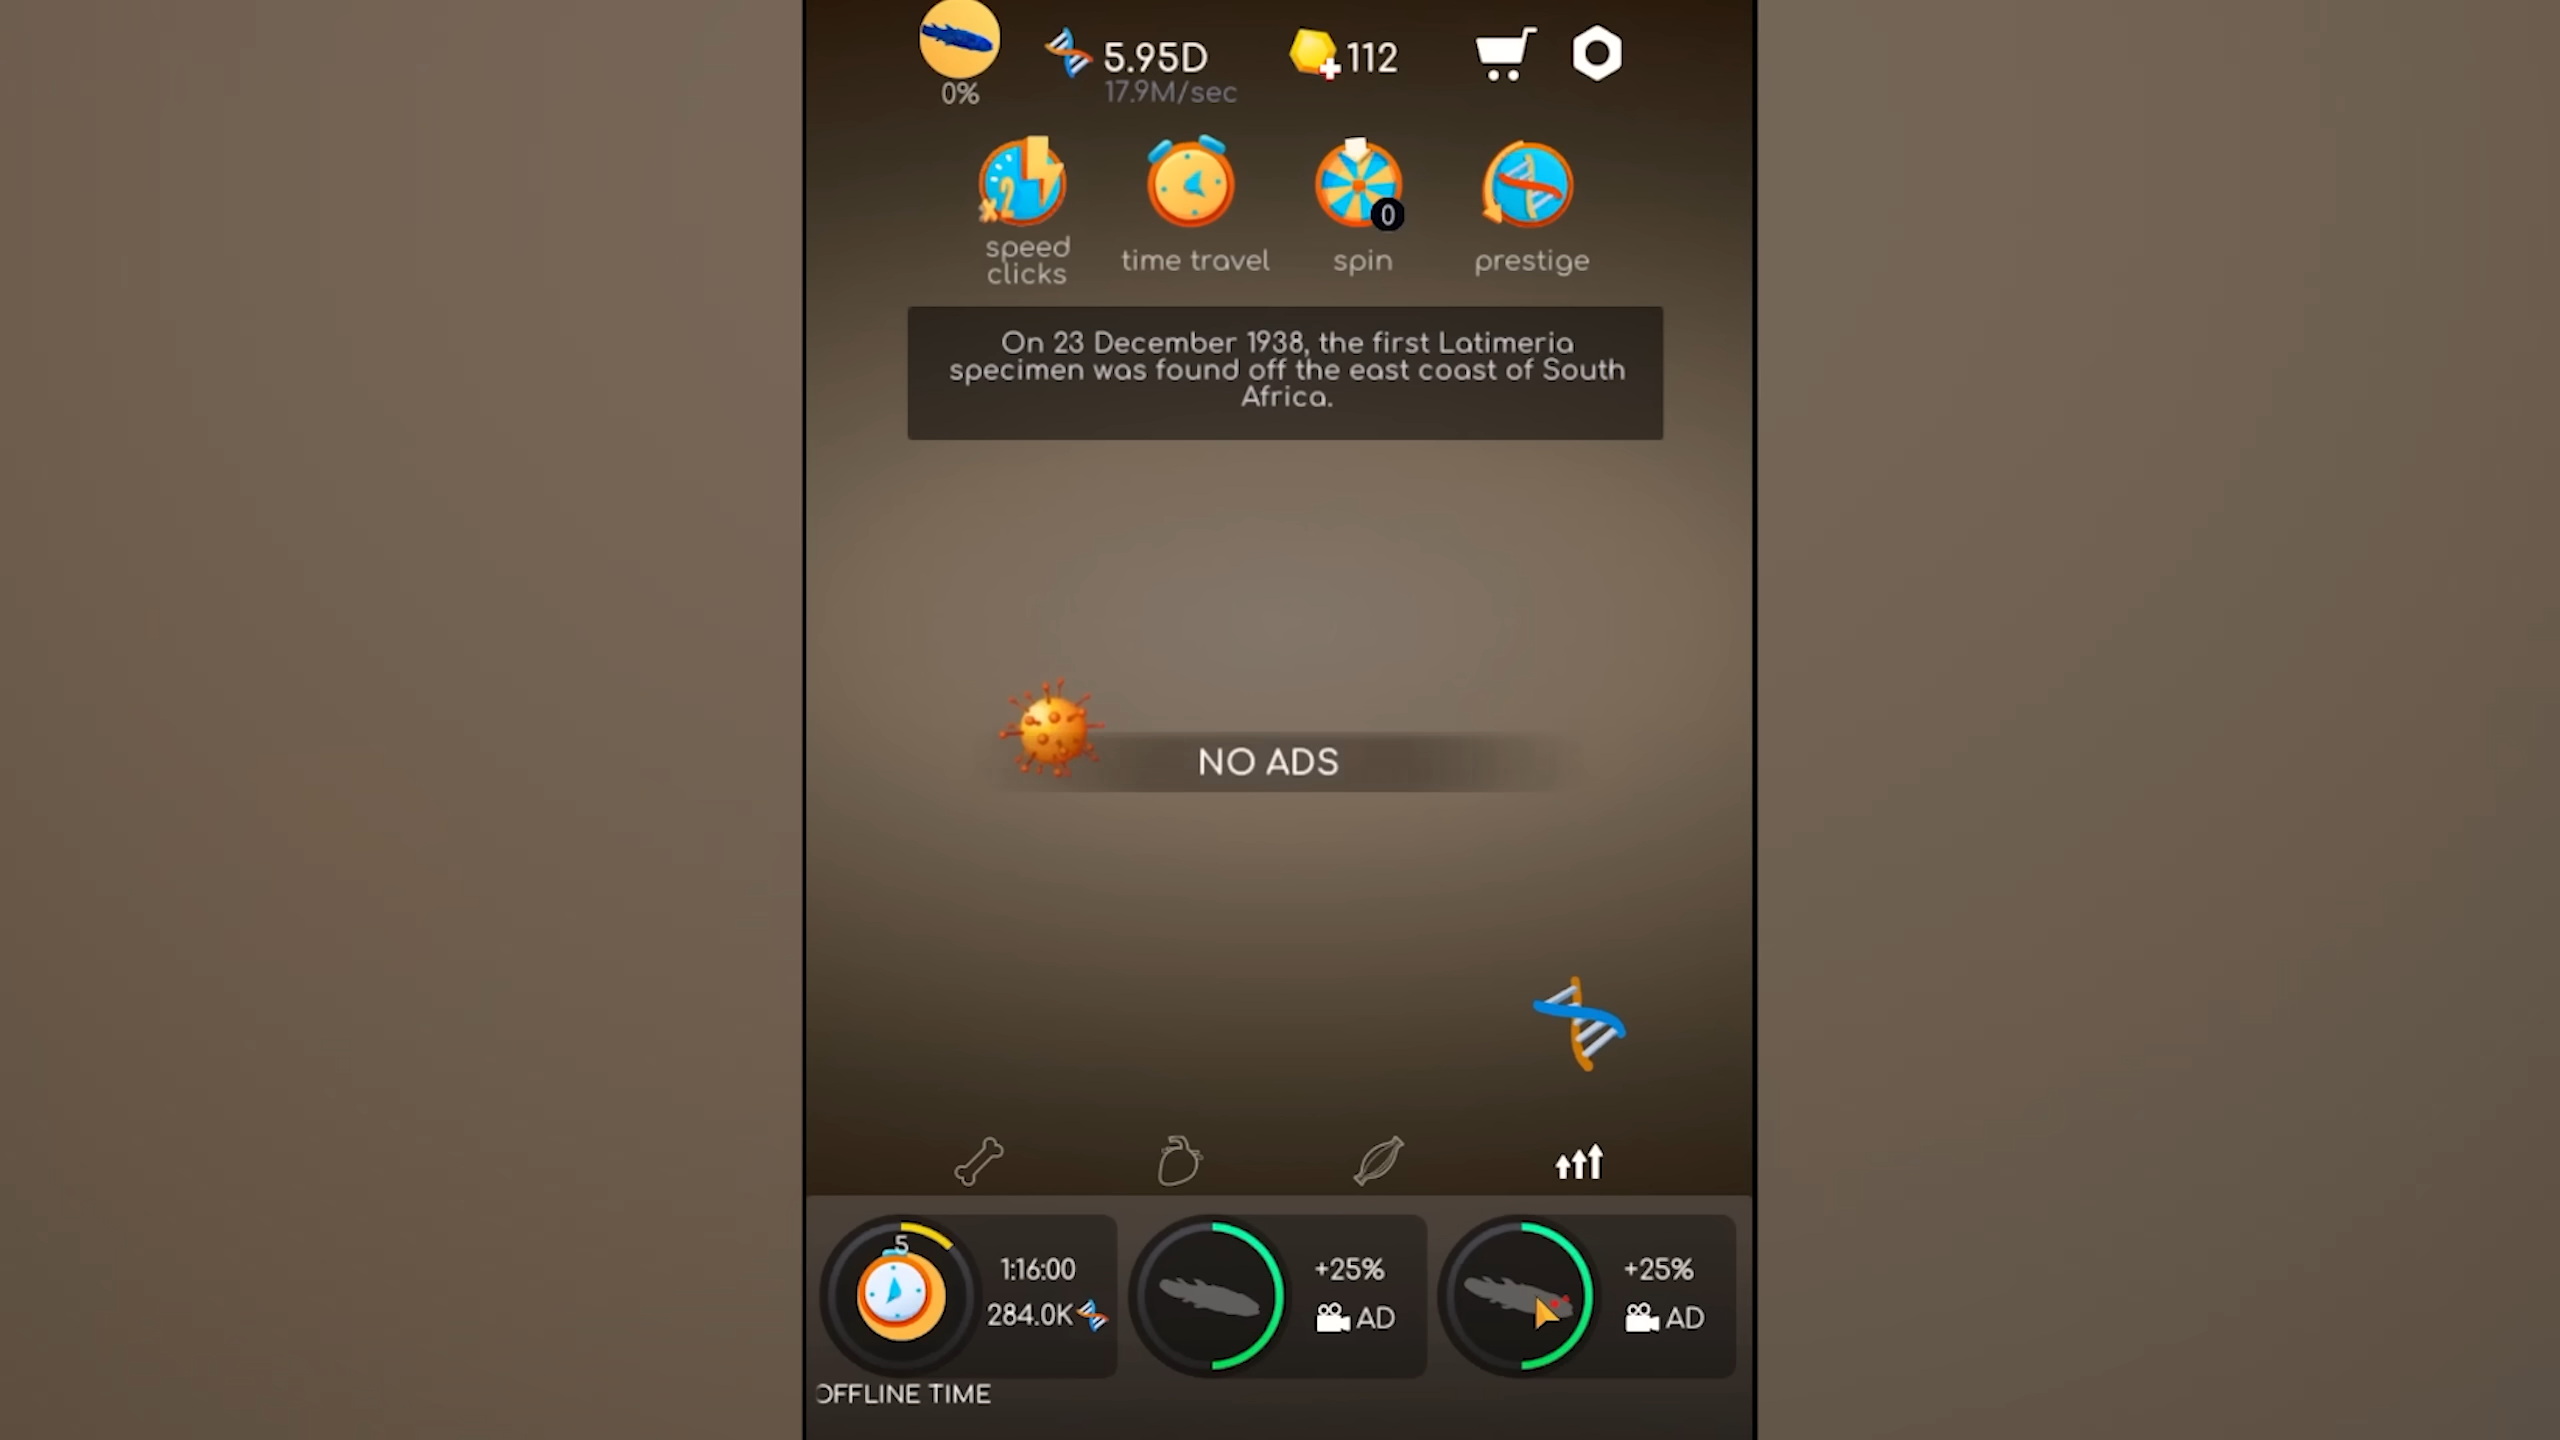 5.95D
112
17.9M/sec
0%
x2
0
speed
clicks
time travel
spin
prestige
On 23 December 1938, the first Latimeria
specimen was found off the east coast of South
Africa.
NO ADS
5
1:16:00
284.0K
+25%
AD
+25%
AD
OFFLINE TIME